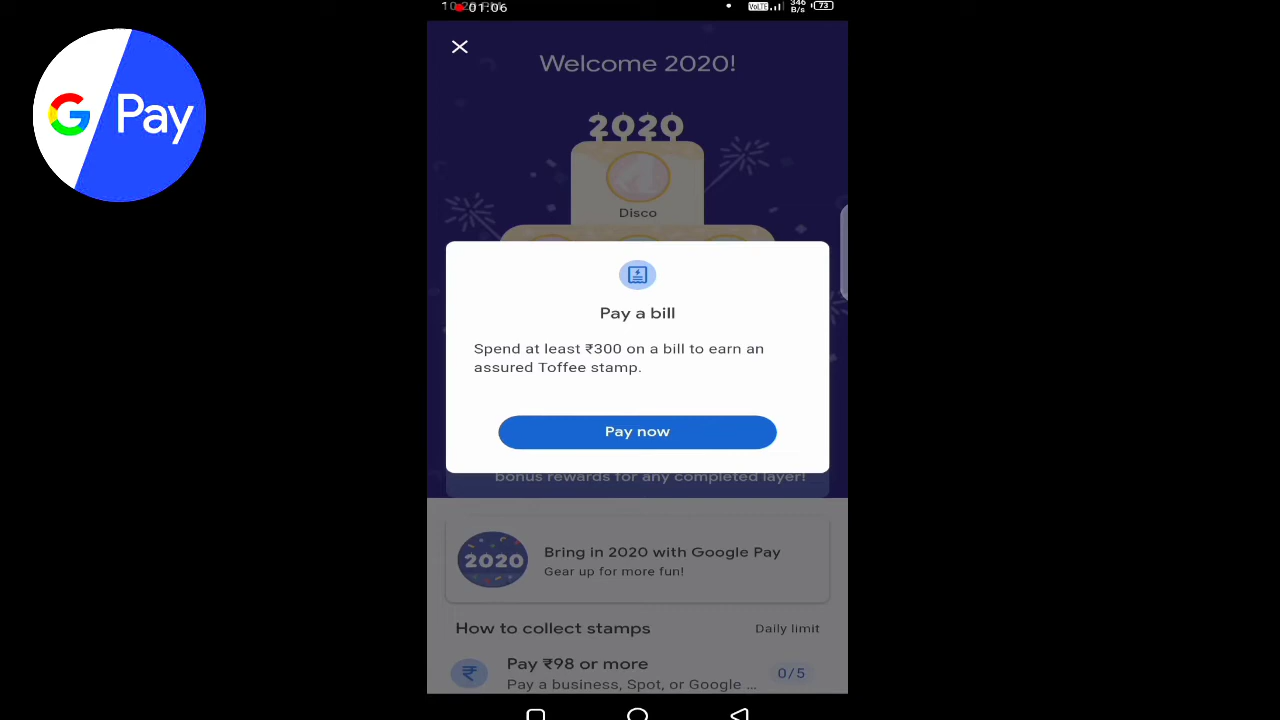 01:06
VoLTE
346
B/s
73
G Pay
Welcome 2020!
2020
Disco
Pay a bill
Spend at least ₹300 on a bill to earn an
assured Toffee stamp.
Pay now
bonus rewards for any completed layer!
2020
Bring in 2020 with Google Pay
Gear up for more fun!
How to collect stamps
Daily limit
₹
Pay ₹98 or more
0/5
Pay a business, Spot, or Google ...